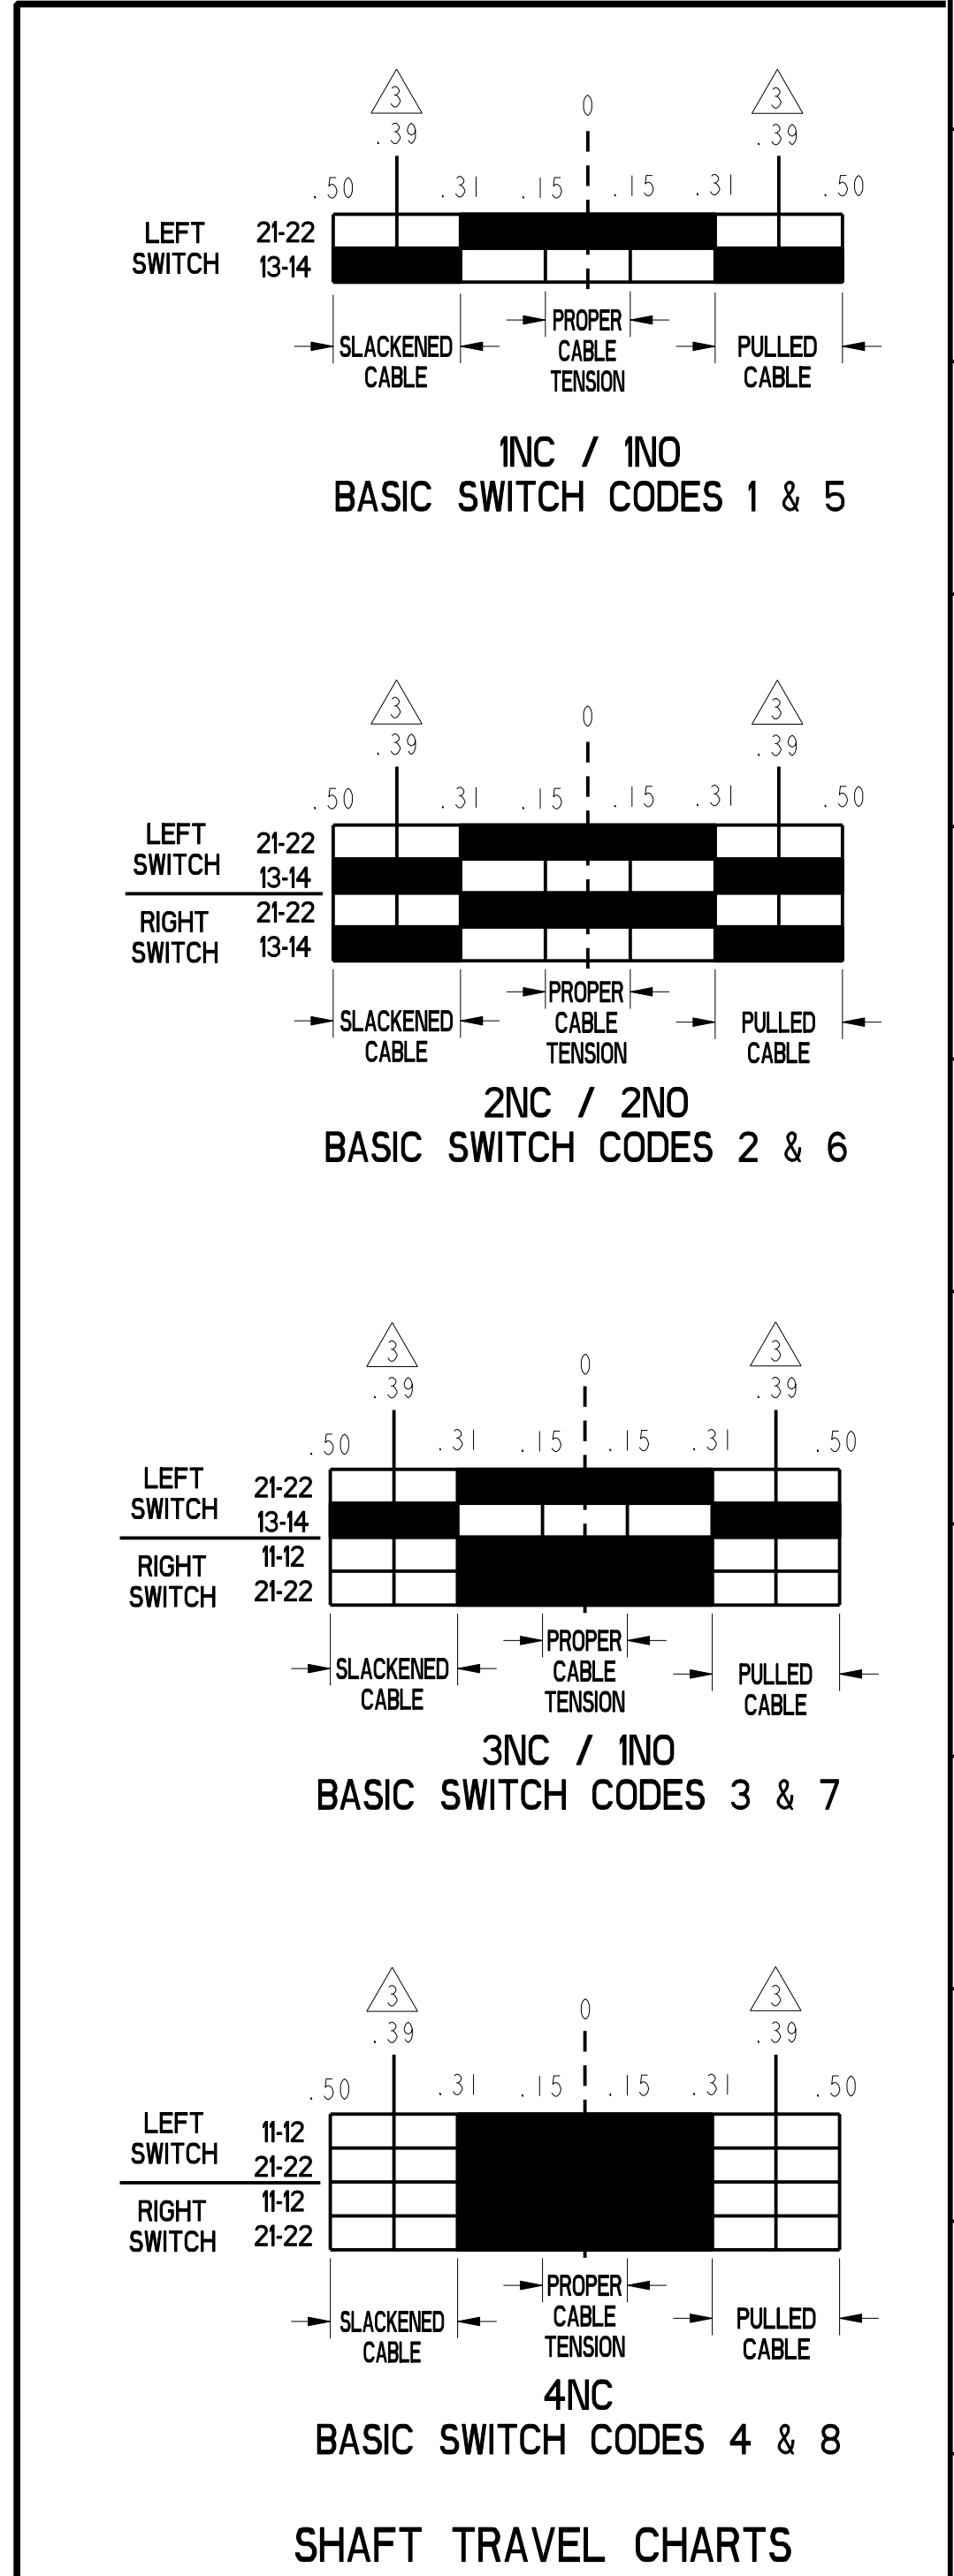 3 0 3
.39 .39
.50 .31 .15 .15 .31 .50
LEFT 21-22
SWITCH 13-14
PROPER
SLACKENED CABLE PULLED
CABLE TENSION CABLE
1NC / 1NO
BASIC SWITCH CODES 1 & 5
3 0 3
.39 .39
.50 .31 .15 .15 .31 .50
LEFT 21-22
SWITCH 13-14
RIGHT 21-22
SWITCH 13-14
PROPER
SLACKENED CABLE PULLED
CABLE TENSION CABLE
2NC / 2NO
BASIC SWITCH CODES 2 & 6
3 0 3
.39 .39
.50 .31 .15 .15 .31 .50
LEFT 21-22
SWITCH 13-14
RIGHT 11-12
SWITCH 21-22
PROPER
SLACKENED CABLE PULLED
CABLE TENSION CABLE
3NC / 1NO
BASIC SWITCH CODES 3 & 7
3 0 3
.39 .39
.50 .31 .15 .15 .31 .50
LEFT 11-12
SWITCH 21-22
RIGHT 11-12
SWITCH 21-22
PROPER
SLACKENED CABLE PULLED
CABLE TENSION CABLE
4NC
BASIC SWITCH CODES 4 & 8
SHAFT TRAVEL CHARTS